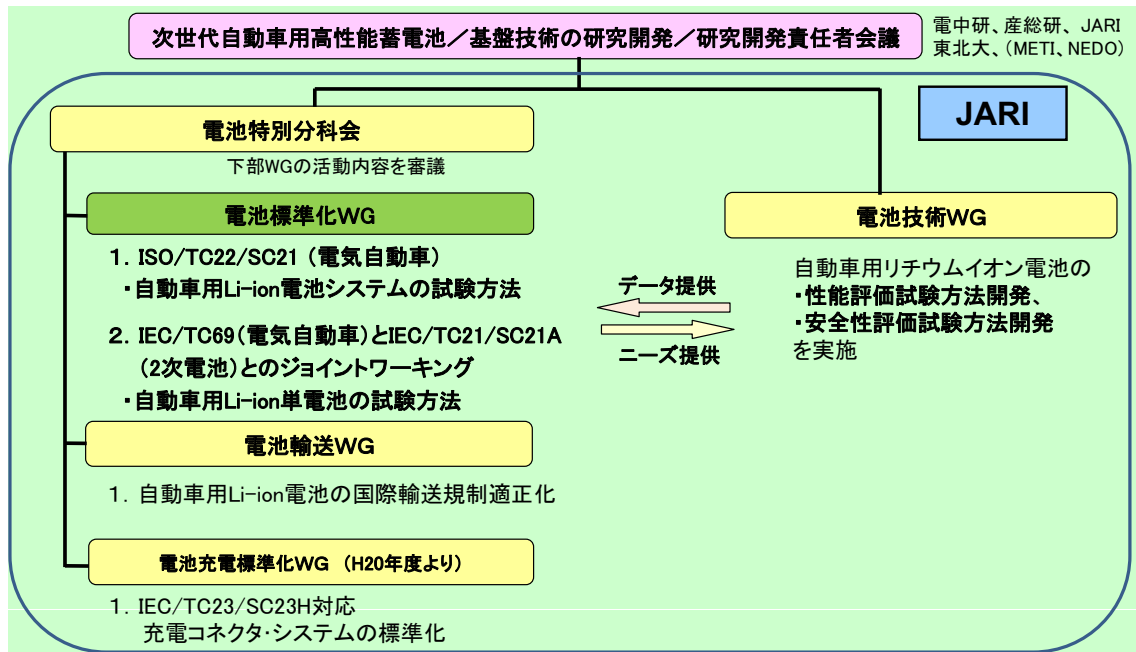 次世代自動車用高性能蓄電池／基盤技術の研究開発／研究開発責任者会議
電中研、産総研、 JARI
東北大、(METI、NEDO)
JARI
電池特別分科会
下部WGの活動内容を審議
電池標準化WG
1. ISO/TC22/SC21 (電気自動車)
・自動車用Li-ion電池システムの試験方法
2. IEC/TC69(電気自動車)とIEC/TC21/SC21A
(2次電池)とのジョイントワーキング
・自動車用Li-ion単電池の試験方法
データ提供
ニーズ提供
電池技術WG
自動車用リチウムイオン電池の
・性能評価試験方法開発、
・安全性評価試験方法開発
を実施
電池輸送WG
1. 自動車用Li-ion電池の国際輸送規制適正化
電池充電標準化WG (H20年度より)
1. IEC/TC23/SC23H対応
充電コネクタ・システムの標準化